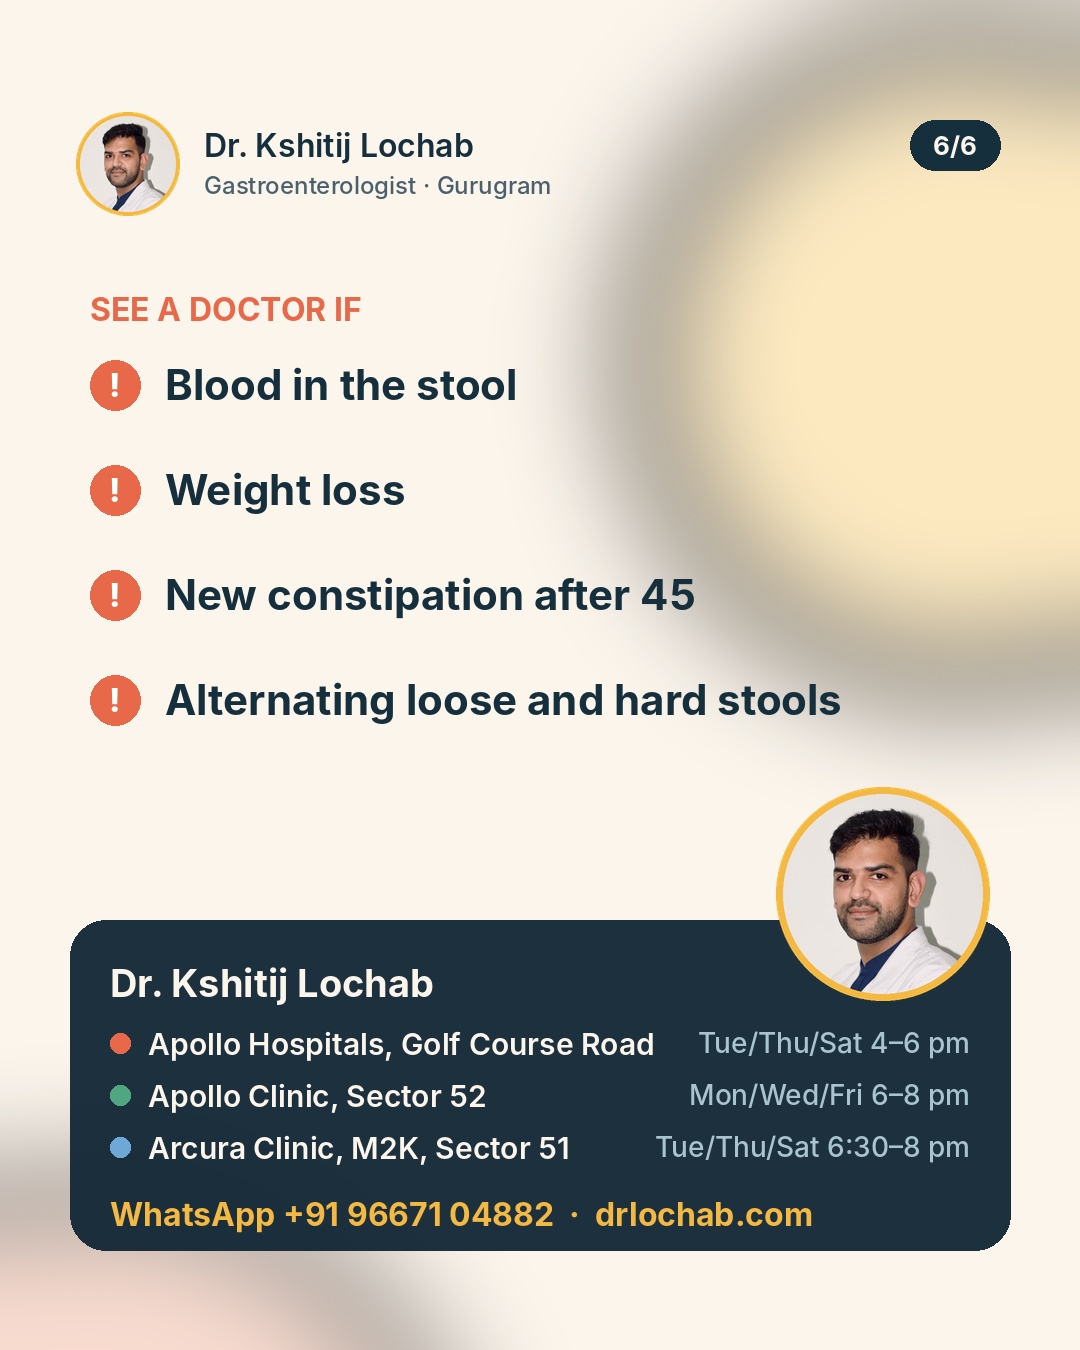 Dr. Kshitij Lochab
Gastroenterologist · Gurugram
6/6
SEE A DOCTOR IF
! Blood in the stool
! Weight loss
! New constipation after 45
! Alternating loose and hard stools
Dr. Kshitij Lochab
Apollo Hospitals, Golf Course Road Tue/Thu/Sat 4–6 pm
Apollo Clinic, Sector 52 Mon/Wed/Fri 6–8 pm
Arcura Clinic, M2K, Sector 51 Tue/Thu/Sat 6:30–8 pm
WhatsApp +91 96671 04882 · drlochab.com